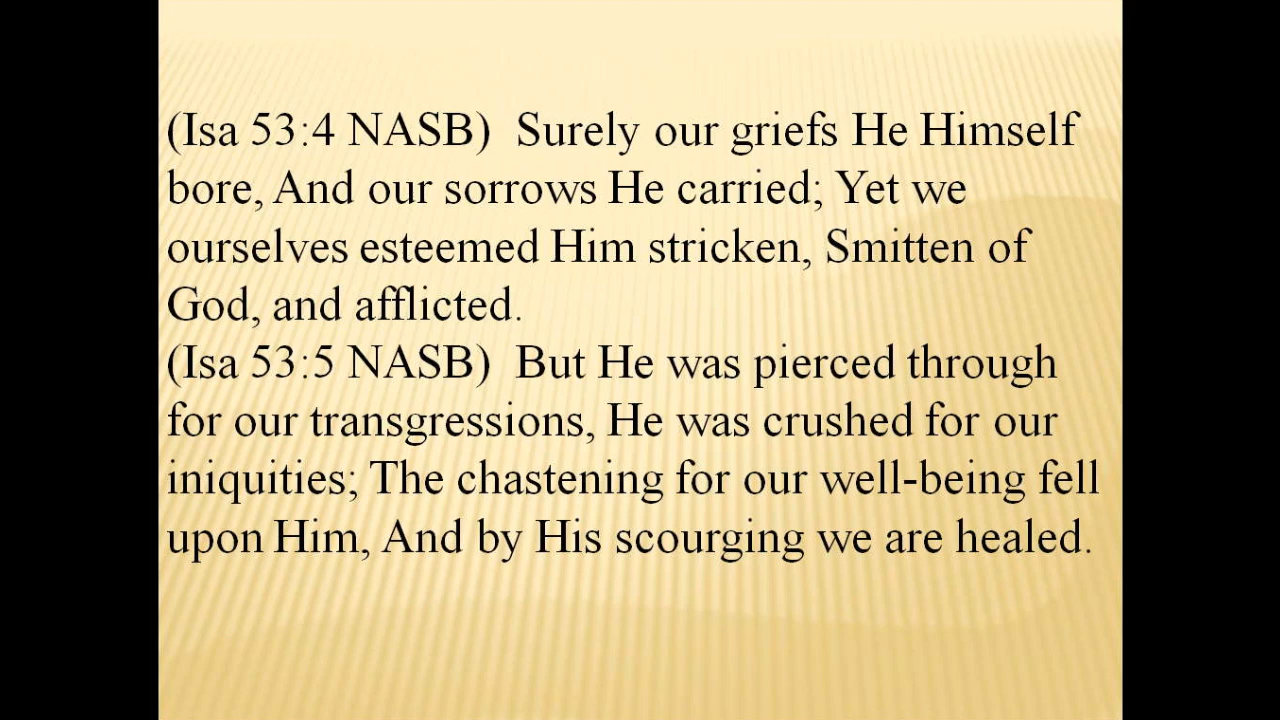 (Isa 53:4 NASB)  Surely our griefs He Himself
bore, And our sorrows He carried; Yet we
ourselves esteemed Him stricken, Smitten of
God, and afflicted.
(Isa 53:5 NASB)  But He was pierced through
for our transgressions, He was crushed for our
iniquities; The chastening for our well-being fell
upon Him, And by His scourging we are healed.